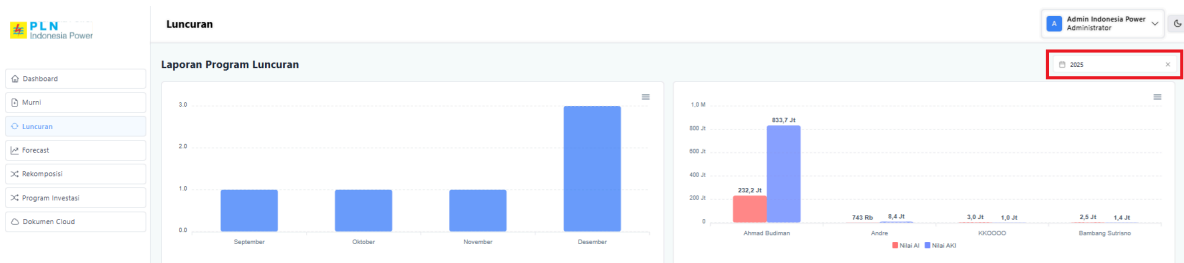 PLN
Indonesia Power
Luncuran
A
Admin Indonesia Power
Administrator
Dashboard
Murni
Luncuran
Forecast
Rekomposisi
Program Investasi
Dokumen Cloud
Laporan Program Luncuran
2025
3.0
2.0
1.0
0.0
September
Oktober
November
Desember
1,0 M
800 Jt
600 Jt
400 Jt
200 Jt
0
232,2 Jt
833,7 Jt
743 Rb
8,4 Jt
3,0 Jt
1,0 Jt
2,5 Jt
1,4 Jt
Ahmad Budiman
Andre
KKOOOO
Bambang Sutrisno
Nilai AI
Nilai AKI